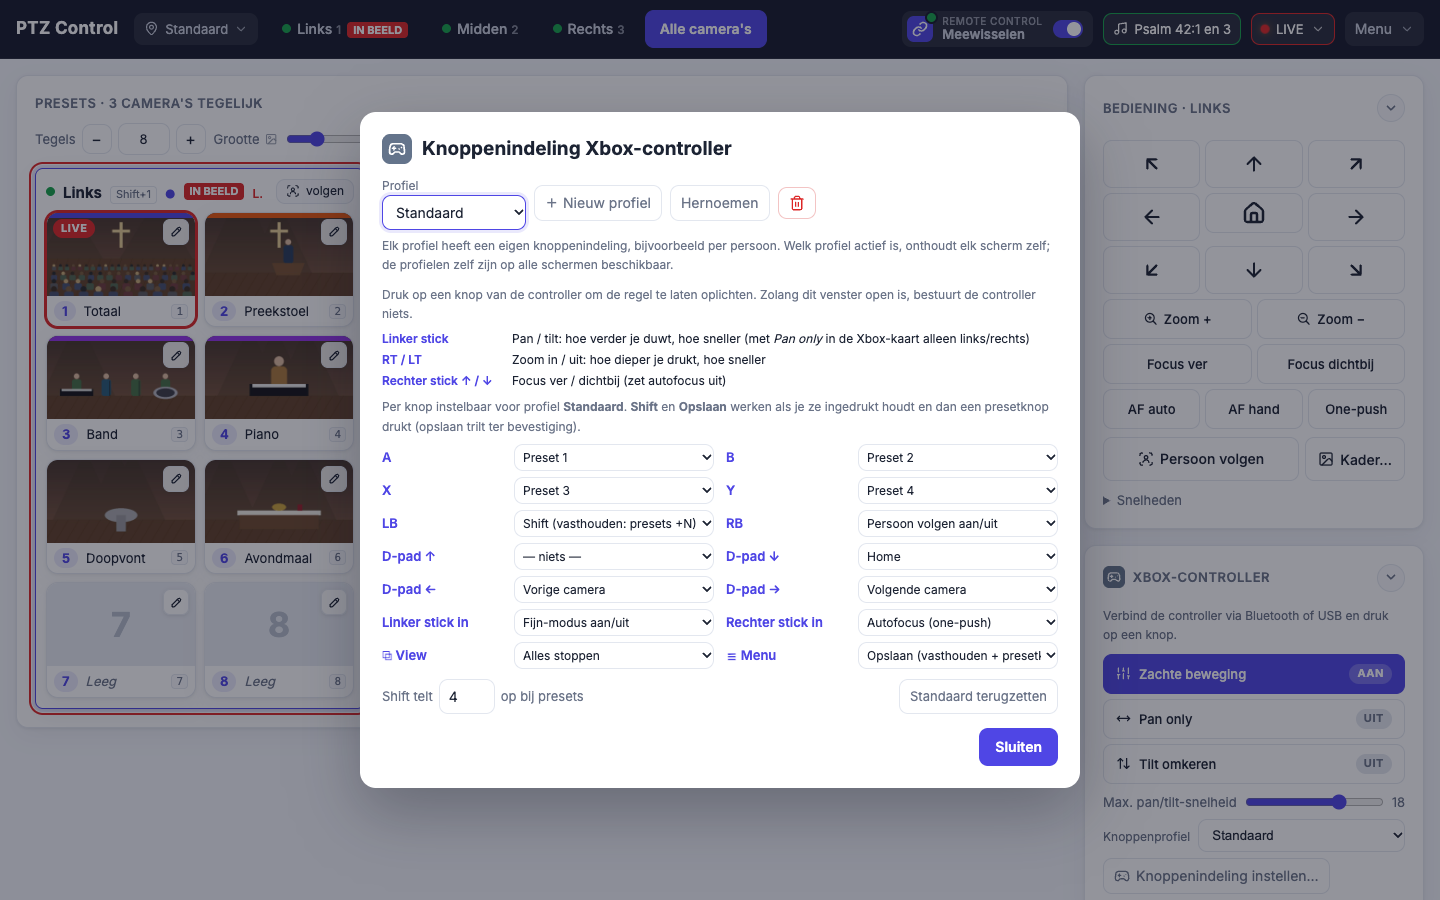 PTZ Control
Standaard
Links 1 IN BEELD
Midden 2
Rechts 3
Alle camera's
REMOTE CONTROL
Meewisselen
Psalm 42:1 en 3
LIVE
Menu
PRESETS · 3 CAMERA'S TEGELIJK
Tegels − 8 + Grootte
Links Shift+1 IN BEELD L. volgen
LIVE
1 Totaal 1
2 Preekstoel 2
3 Band 3
4 Piano 4
5 Doopvont 5
6 Avondmaal 6
7
8
7 Leeg 7
8 Leeg 8
Knoppenindeling Xbox-controller
Profiel
Standaard + Nieuw profiel Hernoemen
Elk profiel heeft een eigen knoppenindeling, bijvoorbeeld per persoon. Welk profiel actief is, onthoudt elk scherm zelf;
de profielen zelf zijn op alle schermen beschikbaar.
Druk op een knop van de controller om de regel te laten oplichten. Zolang dit venster open is, bestuurt de controller
niets.
Linker stick Pan / tilt: hoe verder je duwt, hoe sneller (met Pan only in de Xbox-kaart alleen links/rechts)
RT / LT Zoom in / uit: hoe dieper je drukt, hoe sneller
Rechter stick ↑ / ↓ Focus ver / dichtbij (zet autofocus uit)
Per knop instelbaar voor profiel Standaard. Shift en Opslaan werken als je ze ingedrukt houdt en dan een presetknop
drukt (opslaan trilt ter bevestiging).
A Preset 1 B Preset 2
X Preset 3 Y Preset 4
LB Shift (vasthouden: presets +N) RB Persoon volgen aan/uit
D-pad ↑ — niets — D-pad ↓ Home
D-pad ← Vorige camera D-pad → Volgende camera
Linker stick in Fijn-modus aan/uit Rechter stick in Autofocus (one-push)
View Alles stoppen ≡ Menu Opslaan (vasthouden + preset
Shift telt 4 op bij presets Standaard terugzetten
Sluiten
BEDIENING · LINKS
↖ ↑ ↗
← →
↙ ↓ ↘
Zoom + Zoom −
Focus ver Focus dichtbij
AF auto AF hand One-push
Persoon volgen Kader...
Snelheden
XBOX-CONTROLLER
Verbind de controller via Bluetooth of USB en druk
op een knop.
Zachte beweging AAN
Pan only UIT
Tilt omkeren UIT
Max. pan/tilt-snelheid 18
Knoppenprofiel Standaard
Knoppenindeling instellen...